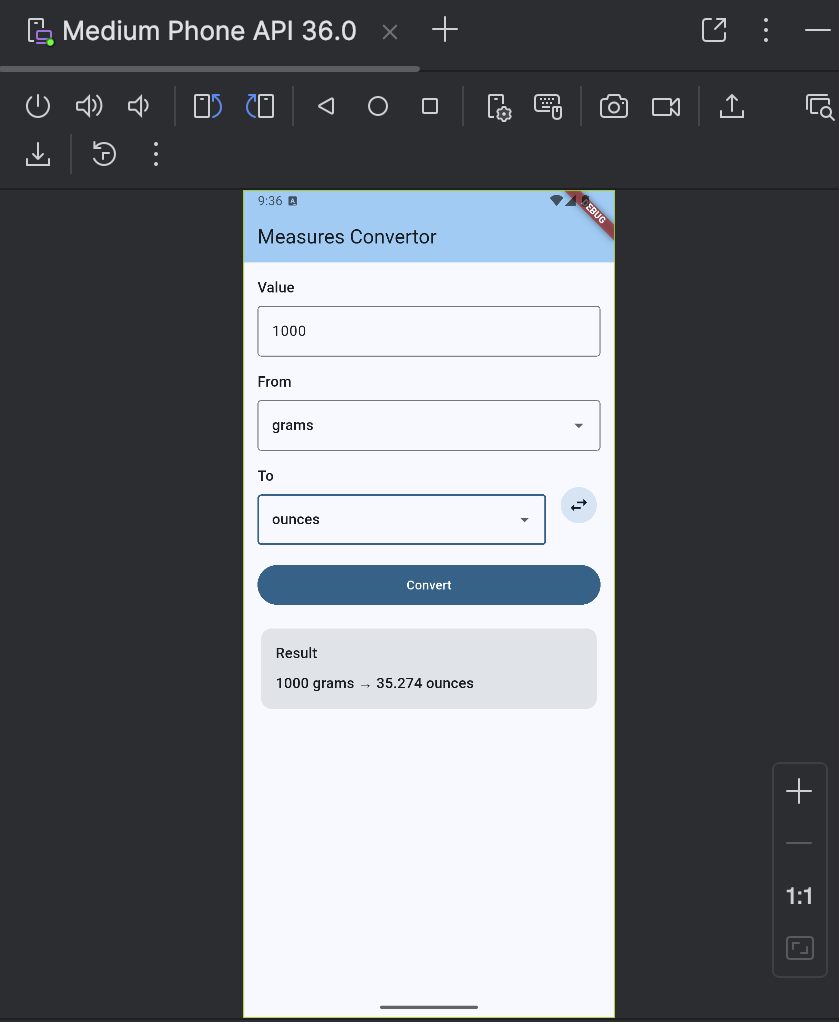 Medium Phone API 36.0
9:36
DEBUG
Measures Convertor
Value
1000
From
grams
To
ounces
Convert
Result
1000 grams → 35.274 ounces
1:1